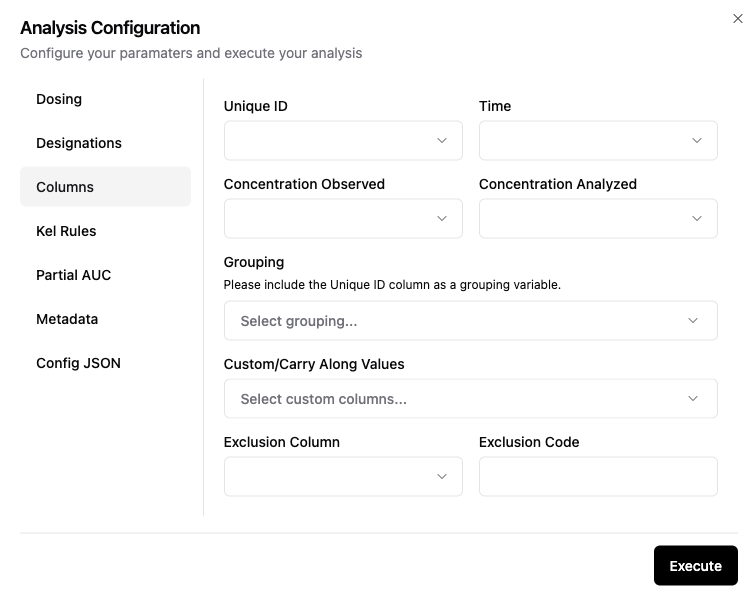 Analysis Configuration
Configure your paramaters and execute your analysis
Dosing
Designations
Columns
Kel Rules
Partial AUC
Metadata
Config JSON
Unique ID
Time
Concentration Observed
Concentration Analyzed
Grouping
Please include the Unique ID column as a grouping variable.
Select grouping...
Custom/Carry Along Values
Select custom columns...
Exclusion Column
Exclusion Code
Execute